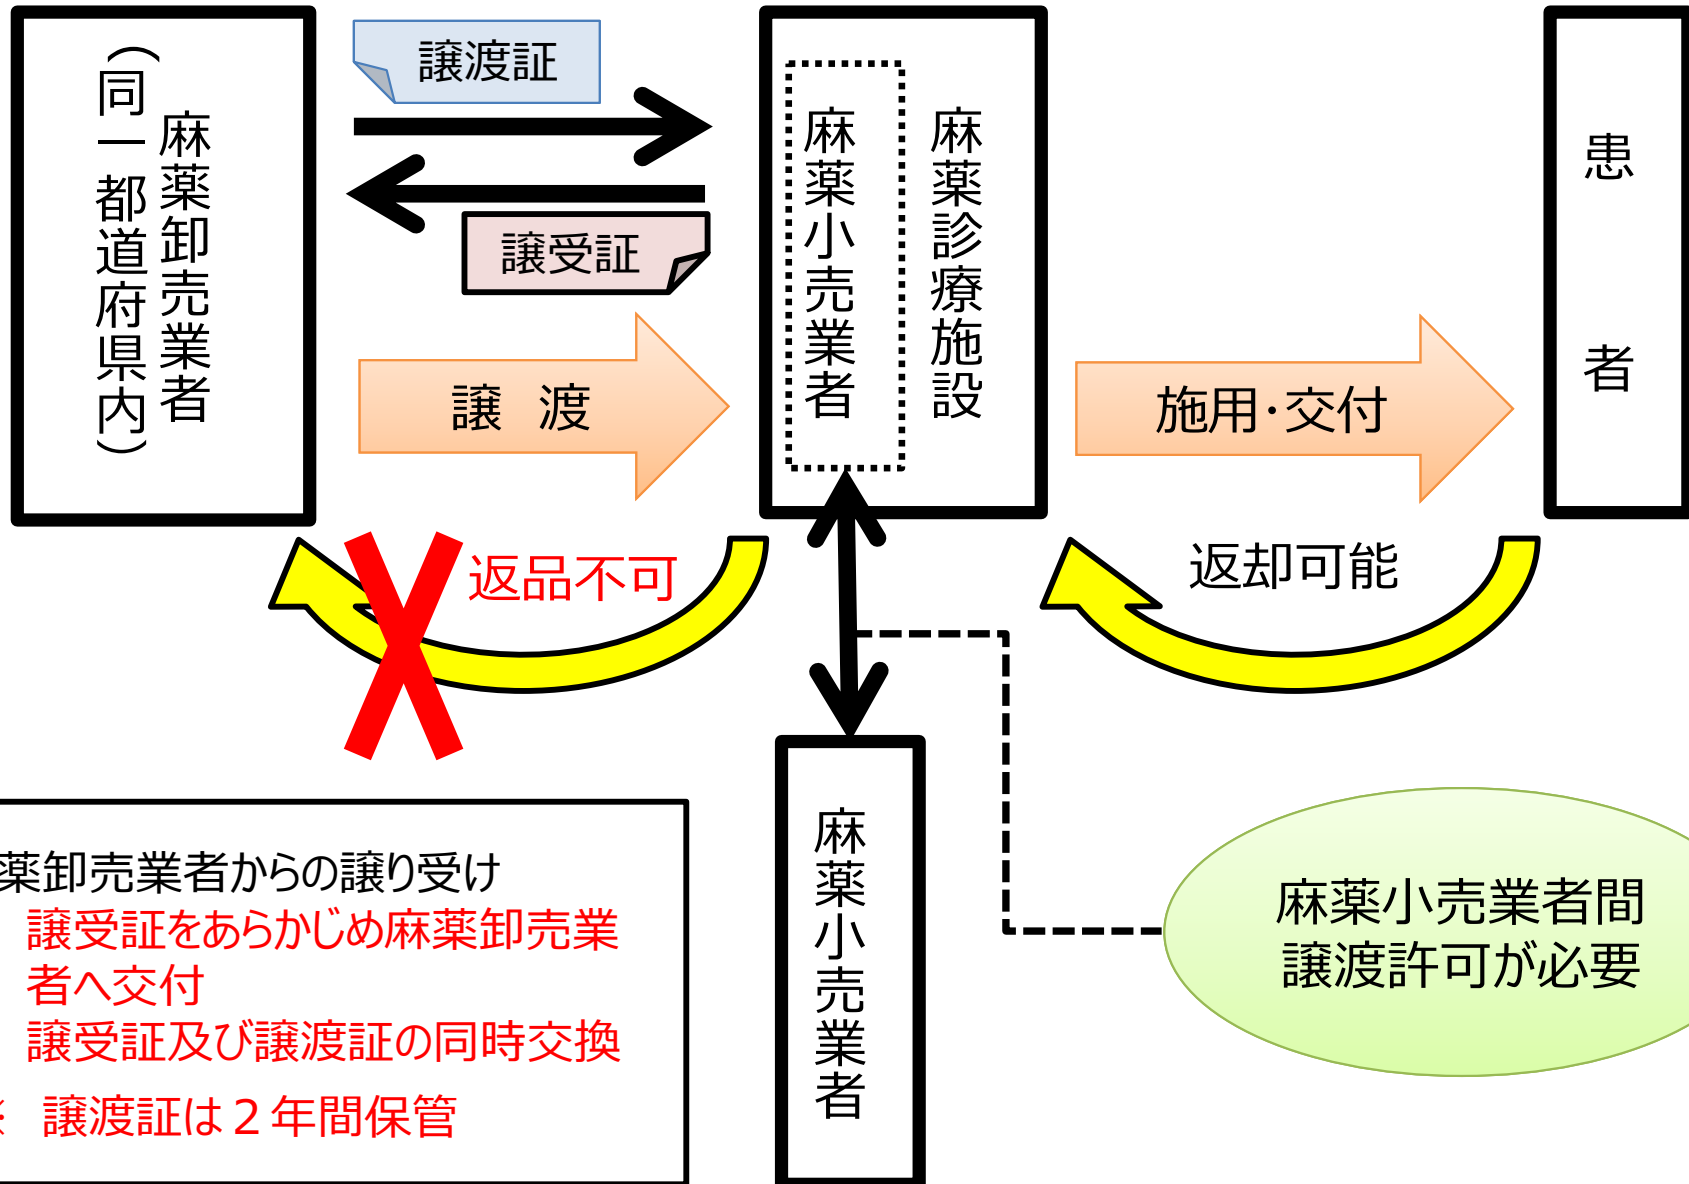 麻薬卸売業者
（同一都道府県内）
譲渡証
譲受証
譲　渡
麻薬診療施設
麻薬小売業者
施用･交付
患者
返品不可
返却可能
麻薬小売業者
麻薬小売業者間
譲渡許可が必要
薬卸売業者からの譲り受け
譲受証をあらかじめ麻薬卸売業
者へ交付
譲受証及び譲渡証の同時交換
※　譲渡証は２年間保管